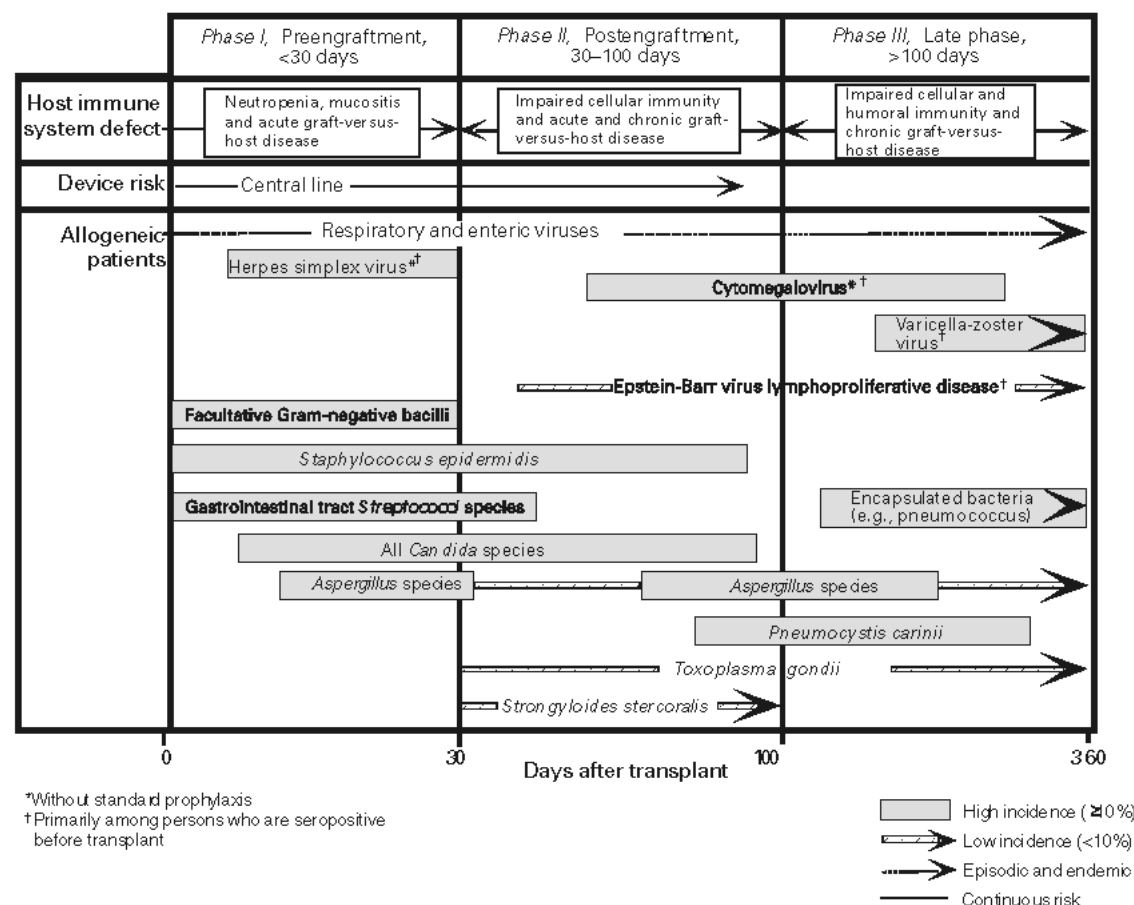 Phase I, Preengraftment,
<30 days
Phase II, Postengraftment,
30–100 days
Phase III, Late phase,
>100 days
Host immune
system defect
Neutropenia, mucositis
and acute graft-versus-
host disease
Impaired cellular immunity
and acute and chronic graft-
versus-host disease
Impaired cellular and
humoral immunity and
chronic graft-versus-
host disease
Device risk
Central line
Allogeneic
patients
Respiratory and enteric viruses
Herpes simplex virus*†
Cytomegalovirus*†
Varicella-zoster
virus†
Epstein-Barr virus lymphoproliferative disease†
Facultative Gram-negative bacilli
Staphylococcus epidermidis
Gastrointestinal tract Streptococci species
Encapsulated bacteria
(e.g., pneumococcus)
All Candida species
Aspergillus species
Aspergillus species
Pneumocystis carinii
Toxoplasma gondii
Strongyloides stercoralis
0
30
100
360
Days after transplant
*Without standard prophylaxis
†Primarily among persons who are seropositive
before transplant
High incidence (≥10%)
Low incidence (<10%)
Episodic and endemic
Continuous risk